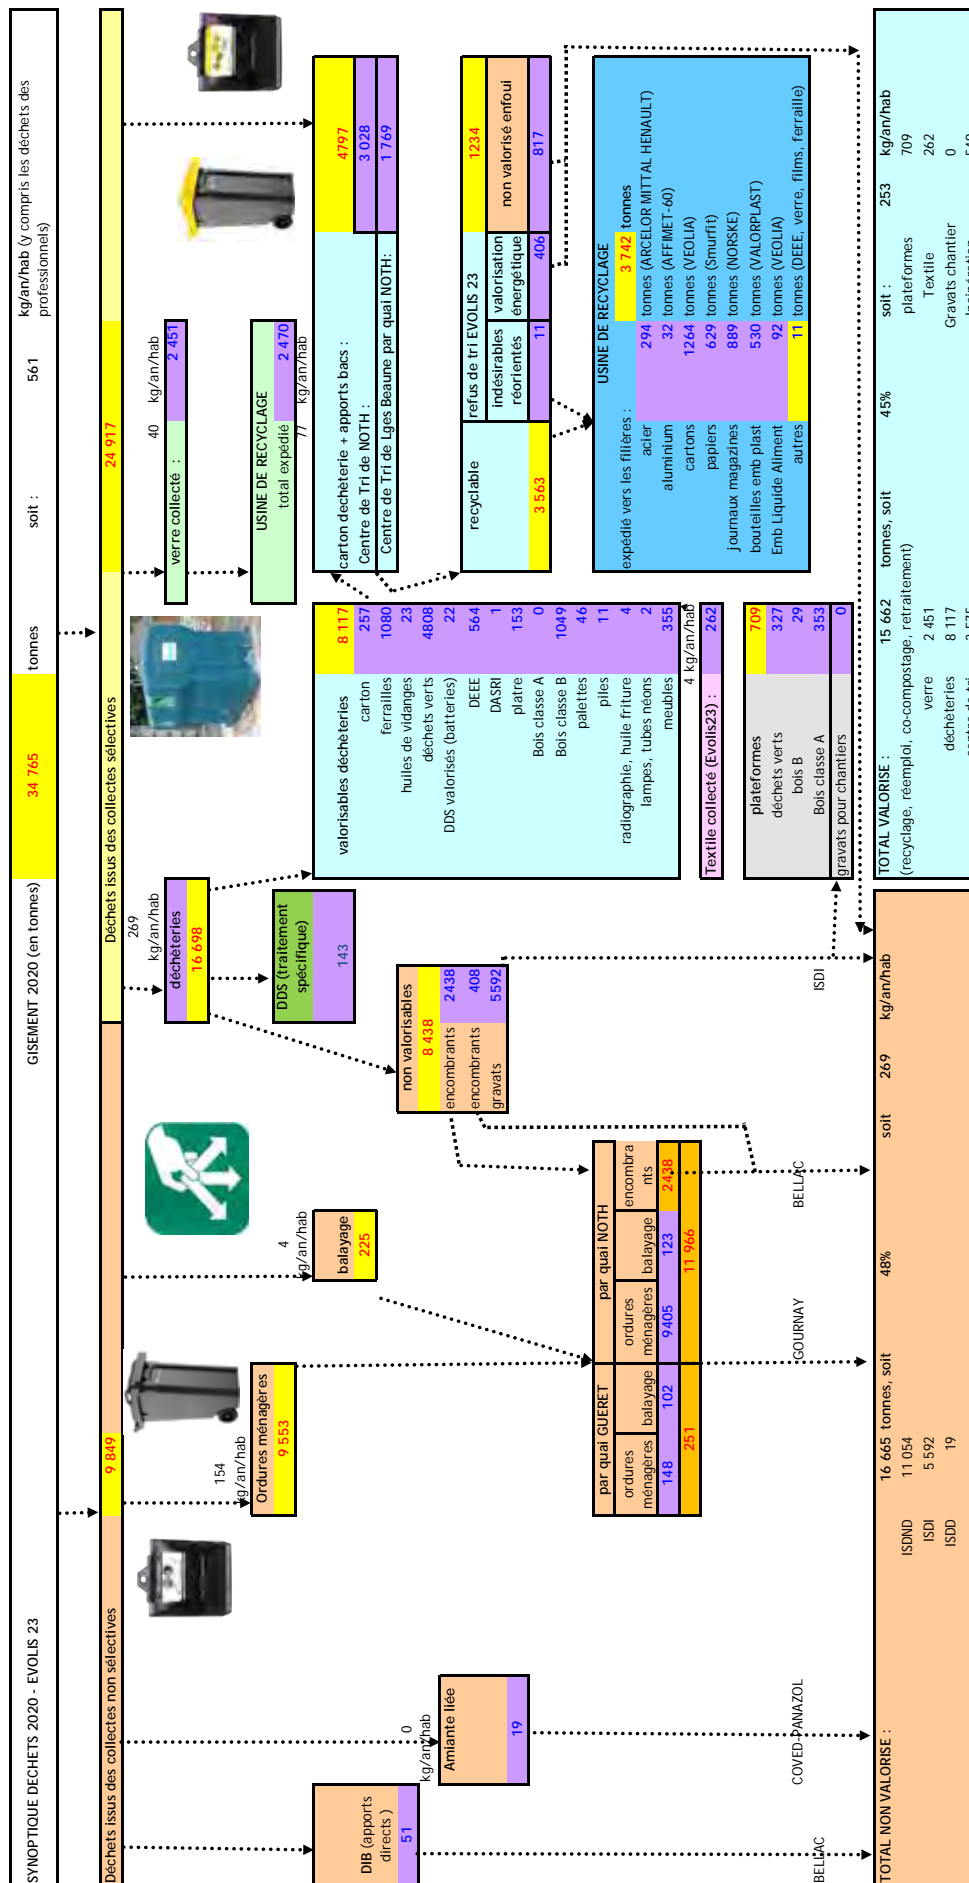 SYNOPTIQUE DECHETS 2020 - EVOLIS 23
GISEMENT 2020 (en tonnes)
34 765
tonnes
soit :
561
kg/an/hab (y compris les déchets des
professionnels)
Déchets issus des collectes non sélectives
9 849
Déchets issus des collectes sélectives
24 917
154
kg/an/hab
Ordures ménagères
9 553
4
kg/an/hab
balayage
225
0
kg/an/hab
Amiante liée
19
DIB (apports
directs )
51
269
kg/an/hab
déchèteries
16 698
DDS (traitement
spécifique)
143
non valorisables
8 438
encombrants 2438
encombrants 408
gravats 5592
40 kg/an/hab
verre collecté : 2 451
USINE DE RECYCLAGE
total expédié 2 470
77 kg/an/hab
valorisables déchèteries 8 117
carton 257
ferrailles 1080
huiles de vidanges 23
déchets verts 4808
DDS valorisés (batteries) 22
DEEE 564
DASRI 1
platre 153
Bois classe A 0
Bois classe B 1049
palettes 46
piles 11
radiographie, huile friture 4
lampes, tubes néons 2
meubles 355
4 kg/an/hab
Textile collecté (Evolis23) : 262
plateformes 709
déchets verts 327
bois B 29
Bois classe A 353
gravats pour chantiers 0
carton dechèterie + apports bacs : 4797
Centre de Tri de NOTH : 3 028
Centre de Tri de Lges Beaune par quai NOTH: 1 769
recyclable
3 563
refus de tri EVOLIS 23 1234
indésirables
réorientés
valorisation
énergétique
non valorisé enfoui
11 406 817
USINE DE RECYCLAGE
expédié vers les filières : 3 742 tonnes
acier 294 tonnes (ARCELOR MITTAL HENAULT)
aluminium 32 tonnes (AFFIMET-60)
cartons 1264 tonnes (VEOLIA)
papiers 629 tonnes (Smurfit)
journaux magazines 889 tonnes (NORSKE)
bouteilles emb plast 530 tonnes (VALORPLAST)
Emb Liquide Aliment 92 tonnes (VEOLIA)
autres 11 tonnes (DEEE, verre, films, ferraille)
par quai GUERET
par quai NOTH
ordures
ménagères
balayage
ordures
ménagères
balayage
encombra
nts
148 102 9405 123 2438
251 11 966
BELLAC
COVED-PANAZOL
GOURNAY
BELLAC
ISDI
TOTAL NON VALORISE :
16 665 tonnes, soit 48% soit 269 kg/an/hab
ISNDN 11 054
ISDI 5 592
ISDD 19
TOTAL VALORISE :
15 662 tonnes, soit 45% soit : 253 kg/an/hab
(recyclage, réemploi, co-compostage, retraitement)
verre 2 451 plateformes 709
déchèteries 8 117 Textile 262
Gravats chantier 0